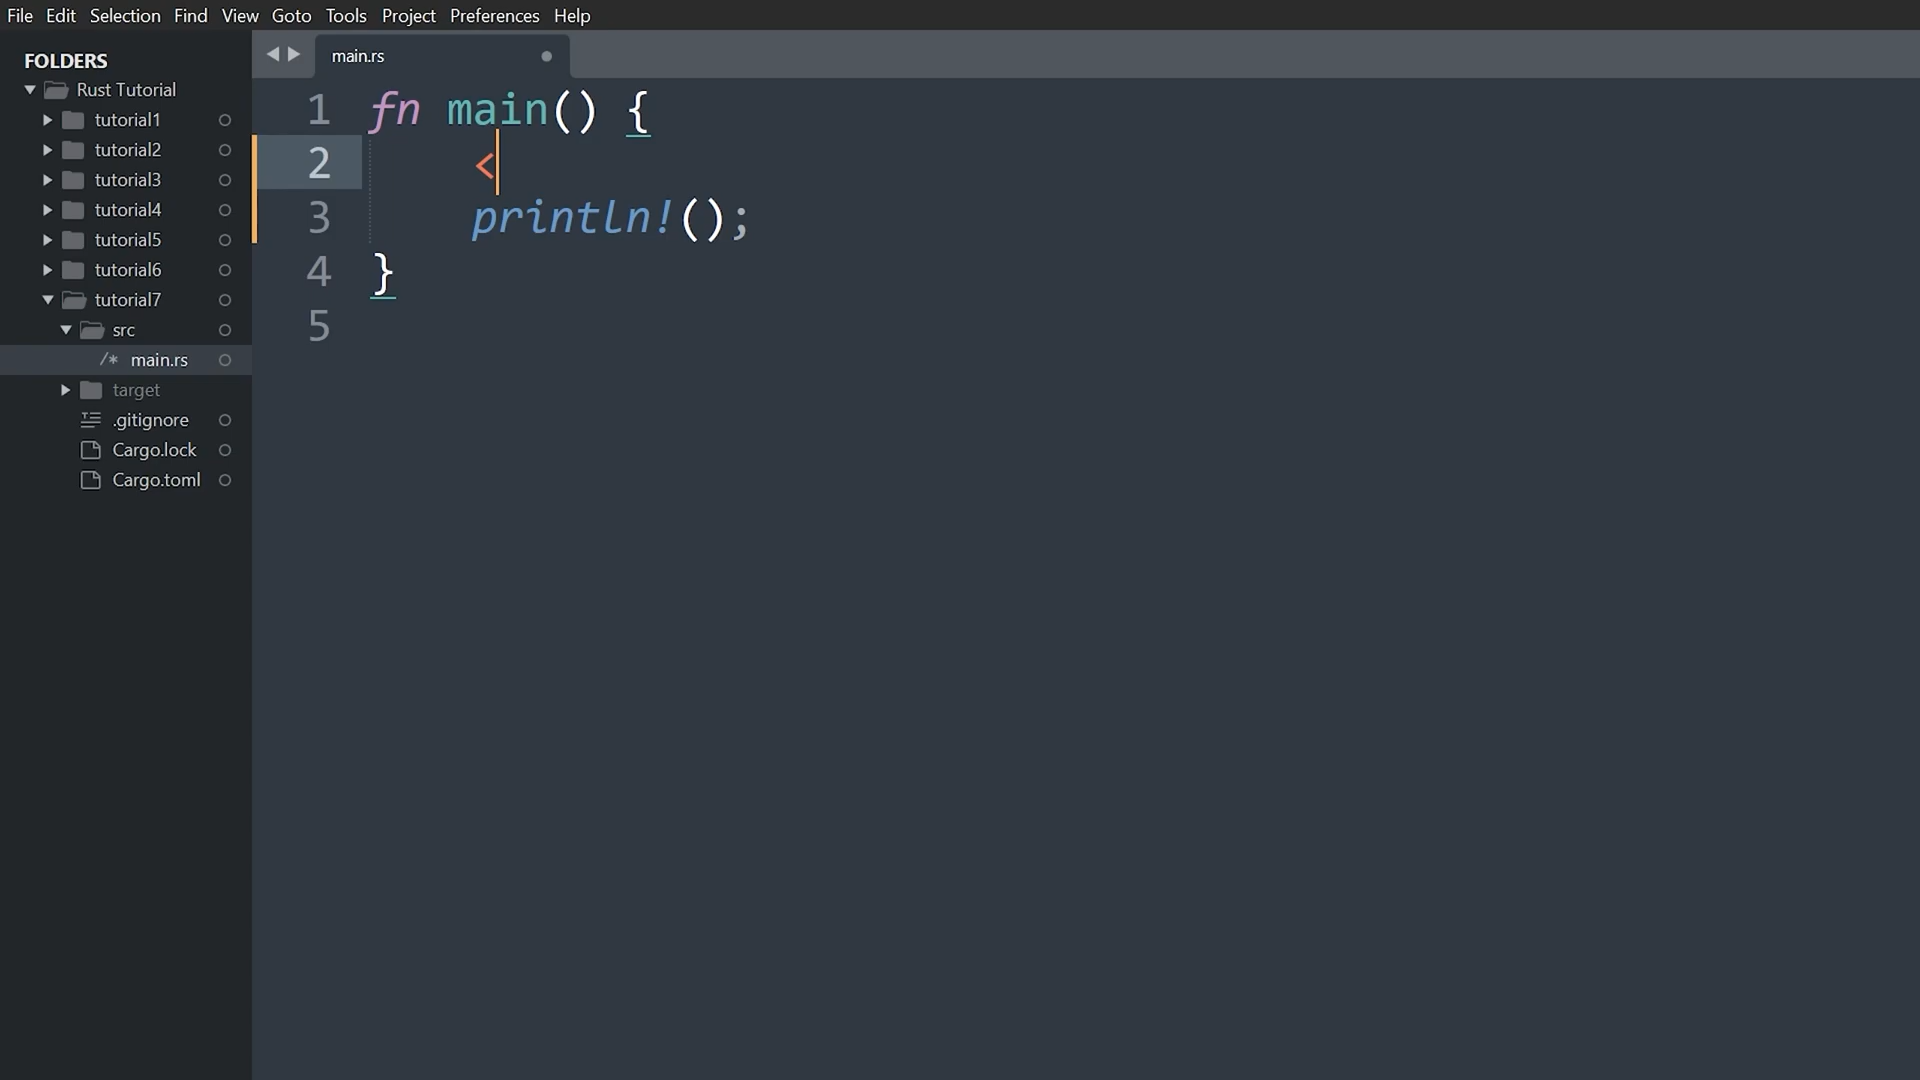 File Edit Selection Find View Goto Tools Project Preferences Help
FOLDERS
Rust Tutorial
tutorial1
tutorial2
tutorial3
tutorial4
tutorial5
tutorial6
tutorial7
src
/* main.rs
target
.gitignore
Cargo.lock
Cargo.toml
main.rs
1 fn main() {
2 <
3 println!();
4 }
5